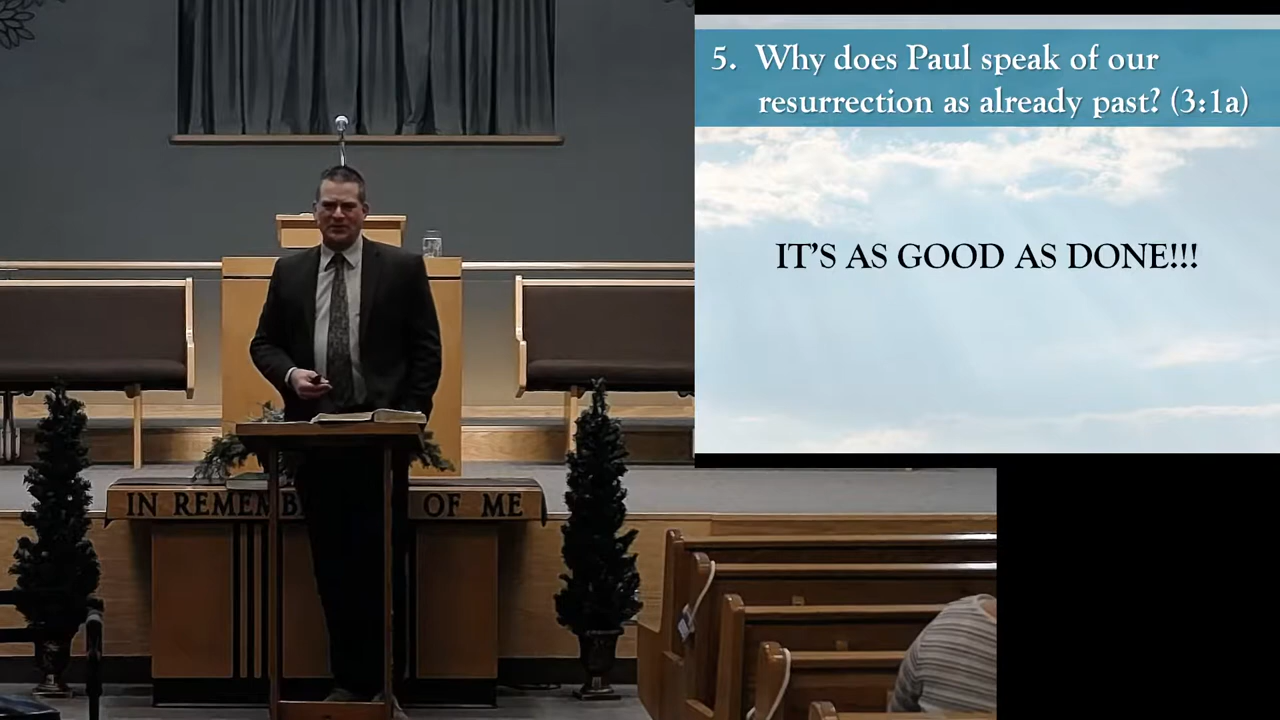 5. Why does Paul speak of our
resurrection as already past? (3:1a)
IT'S AS GOOD AS DONE!!!
IN REMEMB OF ME